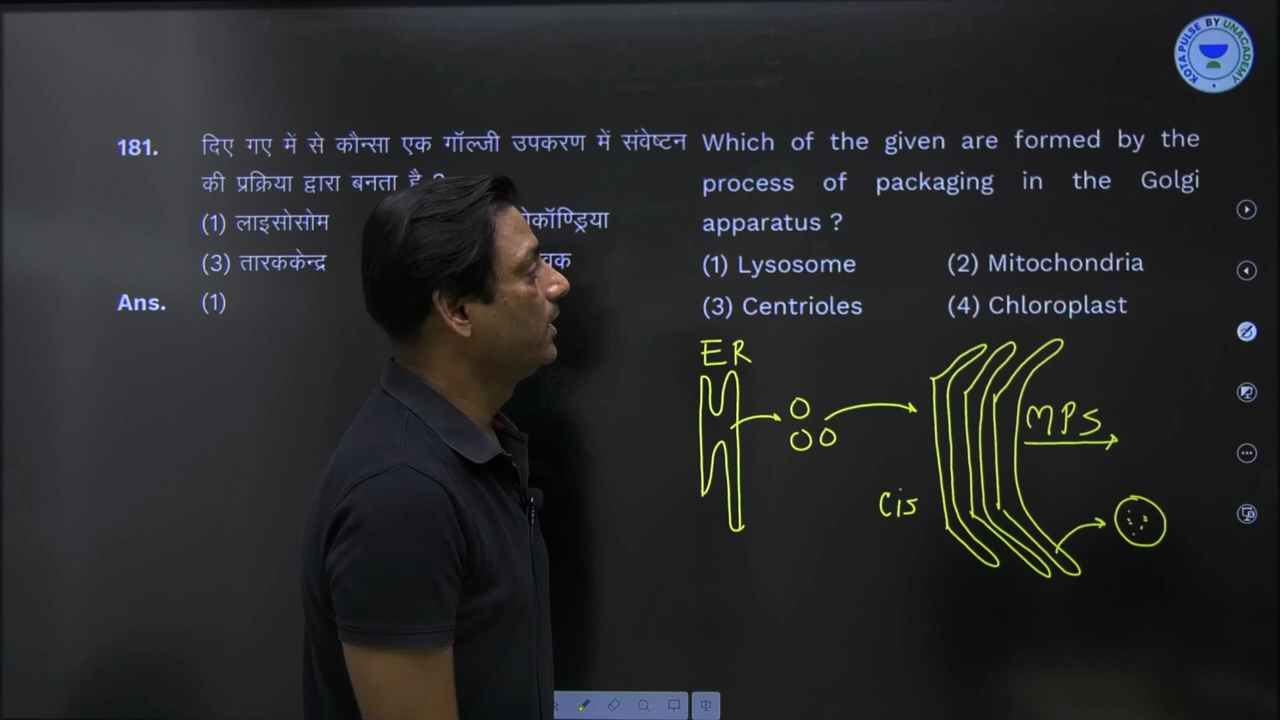 KOTA PULSE BY UNACADEMY
181.
दिए गए में से कौन्सा एक गॉल्जी उपकरण में संवेष्टन
की प्रक्रिया द्वारा बनता है ?
(1) लाइसोसोम
(3) तारककेन्द्र
Ans. (1)
Which of the given are formed by the
process of packaging in the Golgi
apparatus ?
(1) Lysosome (2) Mitochondria
(3) Centrioles (4) Chloroplast
ER
MPS
Cis